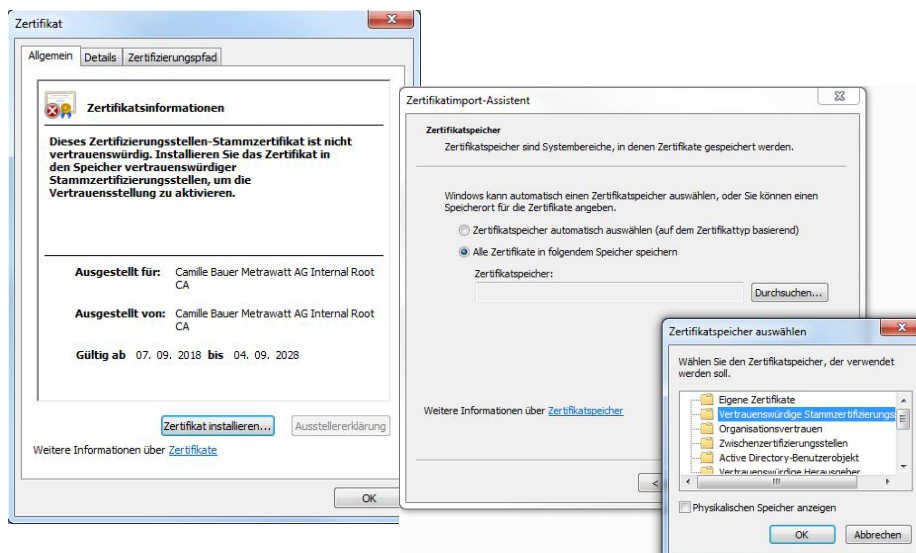 Zertifikat
Allgemein
Details
Zertifizierungspfad
Zertifikatsinformationen
Dieses Zertifizierungsstellen-Stammzertifikat ist nicht
vertrauenswürdig. Installieren Sie das Zertifikat in
den Speicher vertrauenswürdiger
Stammzertifizierungsstellen, um die
Vertrauensstellung zu aktivieren.
Ausgestellt für: Camille Bauer Metrawatt AG Internal Root
CA
Ausgestellt von: Camille Bauer Metrawatt AG Internal Root
CA
Gültig ab 07. 09. 2018 bis 04. 09. 2028
Zertifikat installieren...
Ausstellererklärung
Weitere Informationen über Zertifikate
OK
Zertifikatimport-Assistent
Zertifikatspeicher
Zertifikatspeicher sind Systembereiche, in denen Zertifikate gespeichert werden.
Windows kann automatisch einen Zertifikatspeicher auswählen, oder Sie können einen
Speicherort für die Zertifikate angeben.
Zertifikatspeicher automatisch auswählen (auf dem Zertifikattyp basierend)
Alle Zertifikate in folgendem Speicher speichern
Zertifikatspeicher:
Durchsuchen...
Weitere Informationen über Zertifikatspeicher
<
Zertifikatspeicher auswählen
Wählen Sie den Zertifikatspeicher, der verwendet
werden soll.
Eigene Zertifikate
Vertrauenswürdige Stammzertifizierungs
Organisationsvertrauen
Zwischenzertifizierungsstellen
Active Directory-Benutzerobjekt
Vertrauenswürdige Herausgeber
Physikalischen Speicher anzeigen
OK
Abbrechen